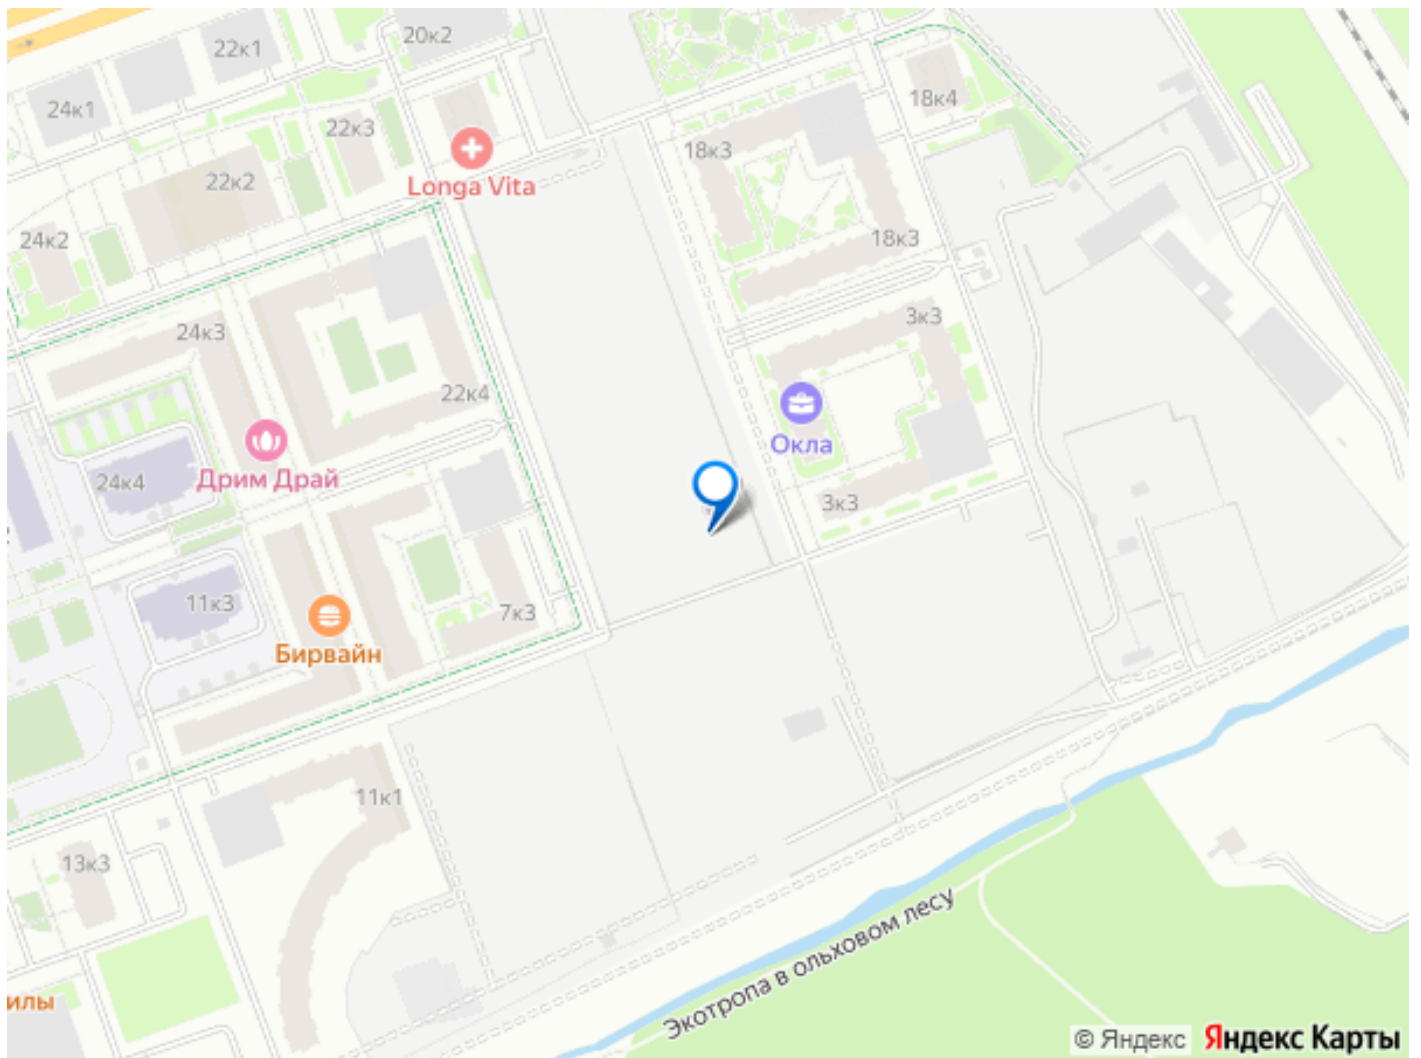 20к2
22к1
24к1
18к4
22к3
18к3
Longa Vita
22к2
24к2
18к3
3к3
24к3
22к4
Окла
Дрим Драй
24к4
3к3
11к3
7к3
Бирвайн
11к1
13к3
Экотропа в ольховом лесу
илы
© Яндекс Яндекс Карты